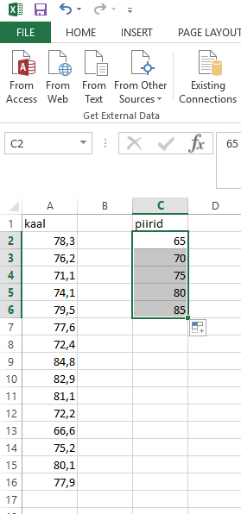 FILE HOME INSERT PAGE LAYOUT
From Access From Web From Text From Other Sources Existing Connections
Get External Data
C2 fx 65
A B C D
1 kaal piirid
2 78,3 65
3 76,2 70
4 71,1 75
5 74,1 80
6 79,5 85
7 77,6
8 72,4
9 84,8
10 82,9
11 81,1
12 72,2
13 66,6
14 75,2
15 80,1
16 77,9
17